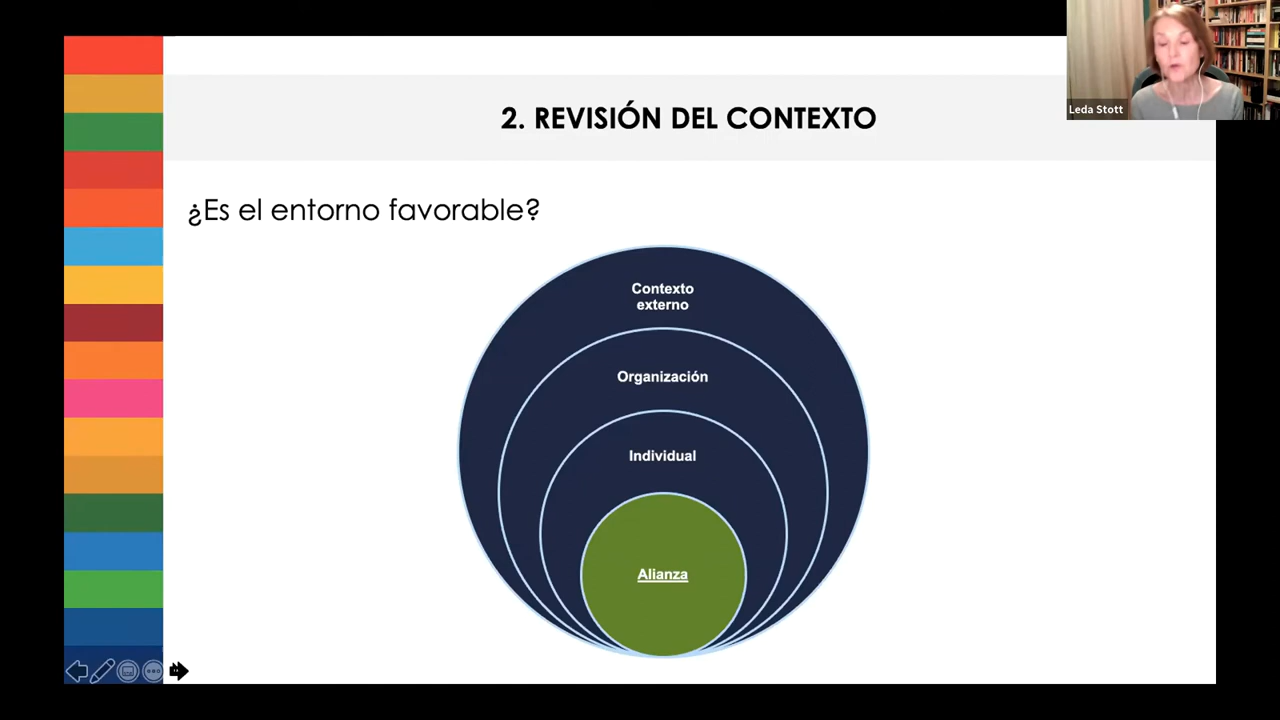 2. REVISIÓN DEL CONTEXTO
Leda Stott
¿Es el entorno favorable?
Contexto
externo
Organización
Individual
Alianza